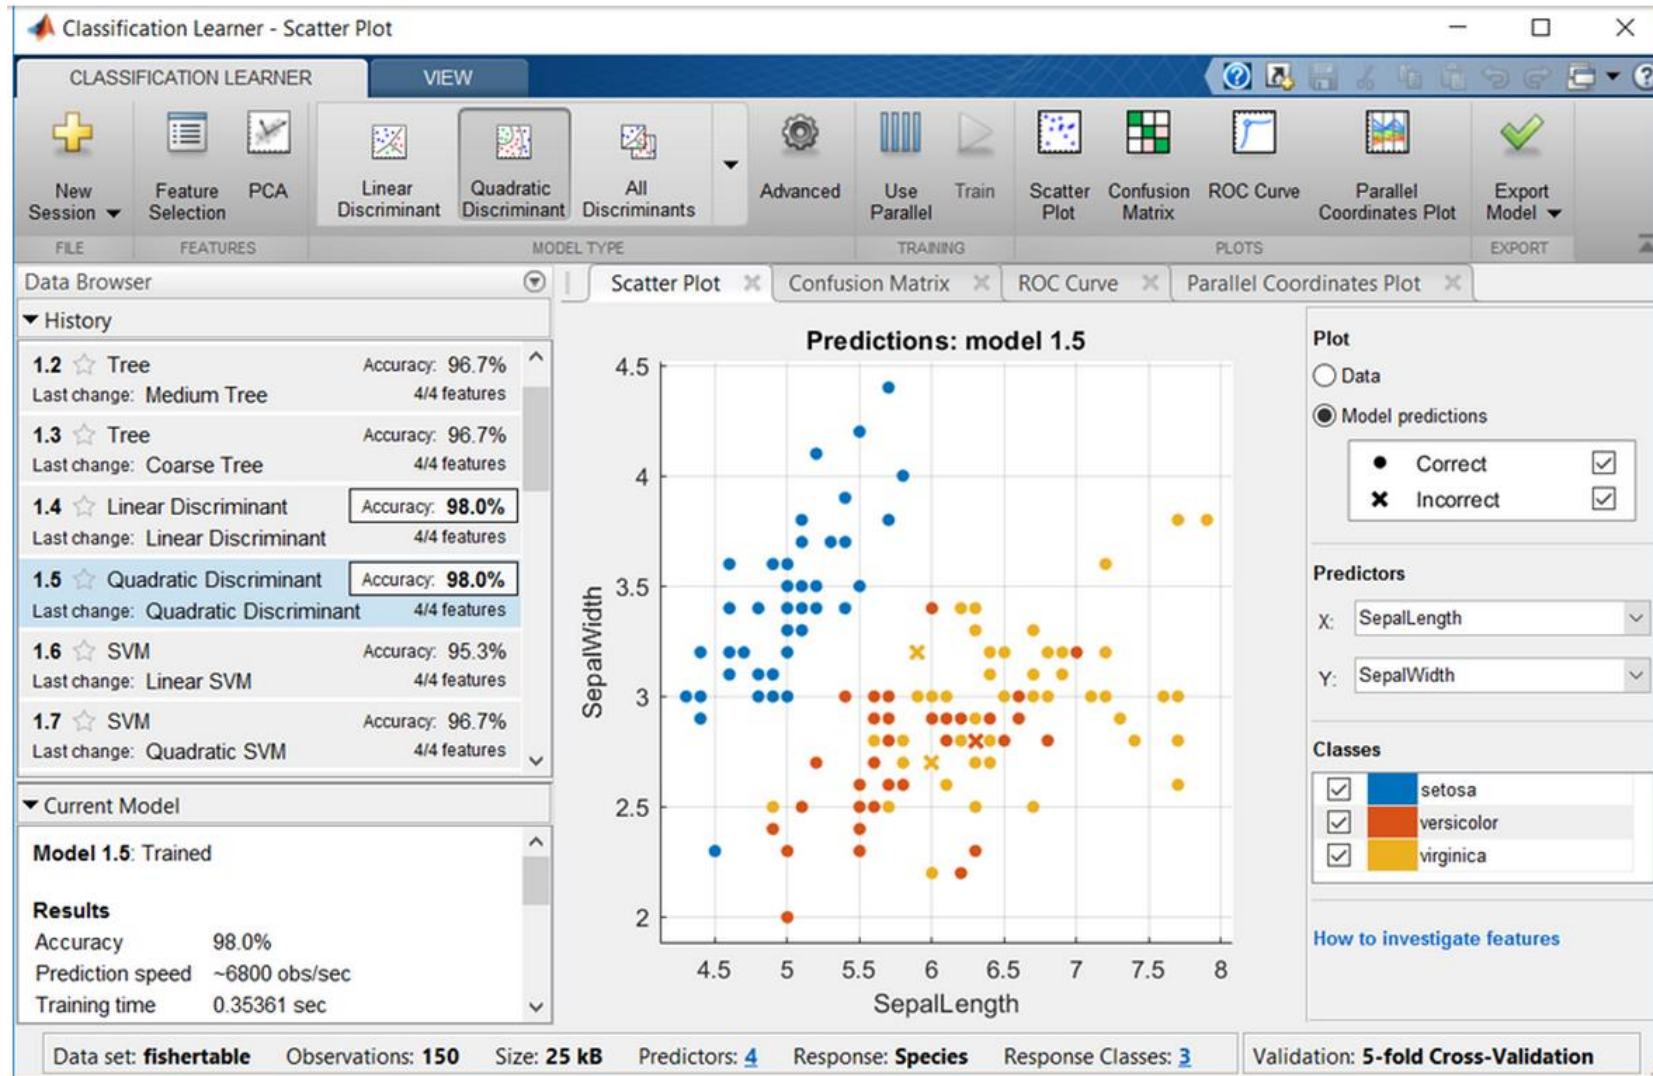 Classification Learner - Scatter Plot
CLASSIFICATION LEARNER VIEW
New Session
Feature Selection
PCA
Linear Discriminant
Quadratic Discriminant
All Discriminants
Advanced
Use Parallel
Train
Scatter Plot
Confusion Matrix
ROC Curve
Parallel Coordinates Plot
Export Model
FILE FEATURES MODEL TYPE TRAINING PLOTS EXPORT
Data Browser
History
1.2 Tree Accuracy: 96.7%
Last change: Medium Tree 4/4 features
1.3 Tree Accuracy: 96.7%
Last change: Coarse Tree 4/4 features
1.4 Linear Discriminant Accuracy: 98.0%
Last change: Linear Discriminant 4/4 features
1.5 Quadratic Discriminant Accuracy: 98.0%
Last change: Quadratic Discriminant 4/4 features
1.6 SVM Accuracy: 95.3%
Last change: Linear SVM 4/4 features
1.7 SVM Accuracy: 96.7%
Last change: Quadratic SVM 4/4 features
Current Model
Model 1.5: Trained
Results
Accuracy 98.0%
Prediction speed ~6800 obs/sec
Training time 0.35361 sec
Scatter Plot Confusion Matrix ROC Curve Parallel Coordinates Plot
Predictions: model 1.5
4.5
4
3.5
3
2.5
2
SepalWidth
4.5 5 5.5 6 6.5 7 7.5 8
SepalLength
Plot
Data
Model predictions
Correct
Incorrect
Predictors
X: SepalLength
Y: SepalWidth
Classes
setosa
versicolor
virginica
How to investigate features
Data set: fishertable Observations: 150 Size: 25 kB Predictors: 4 Response: Species Response Classes: 3 Validation: 5-fold Cross-Validation